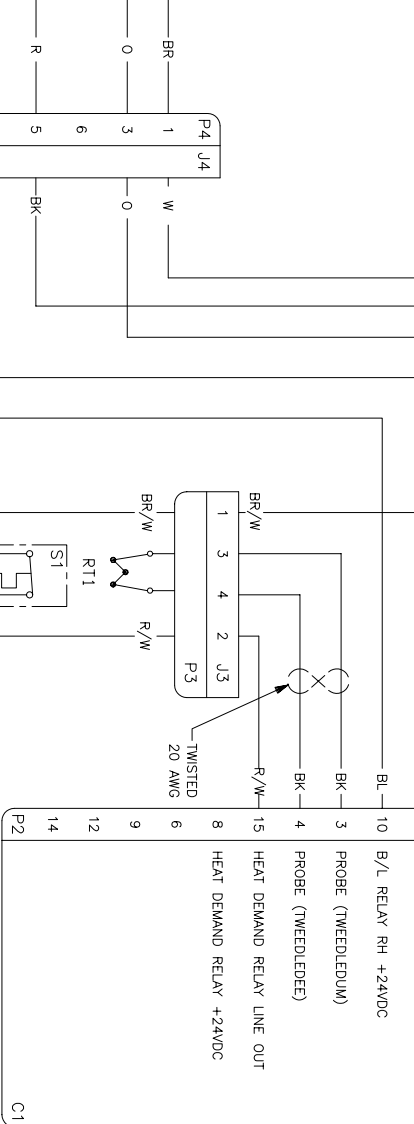 BR
O
R
P4
1
3
6
5
J4
W
O
BK
BR/W
BR/W
1
3
4
2
J3
P3
RT1
S1
R/W
R/W
TWISTED
20 AWG
BL
BK
BK
10 B/L RELAY RH +24VDC
3 PROBE (TWEEDLEDUM)
4 PROBE (TWEEDLEDEE)
15 HEAT DEMAND RELAY LINE OUT
8 HEAT DEMAND RELAY +24VDC
6
9
12
14
P2
C1